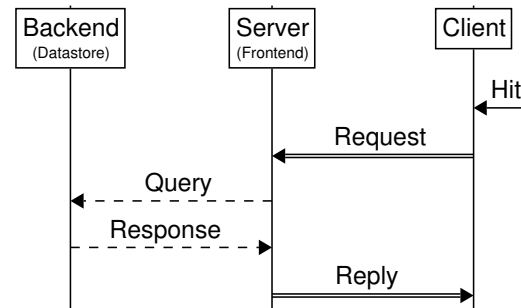 Backend
(Datastore)
Server
(Frontend)
Client
Hit
Request
Query
Response
Reply